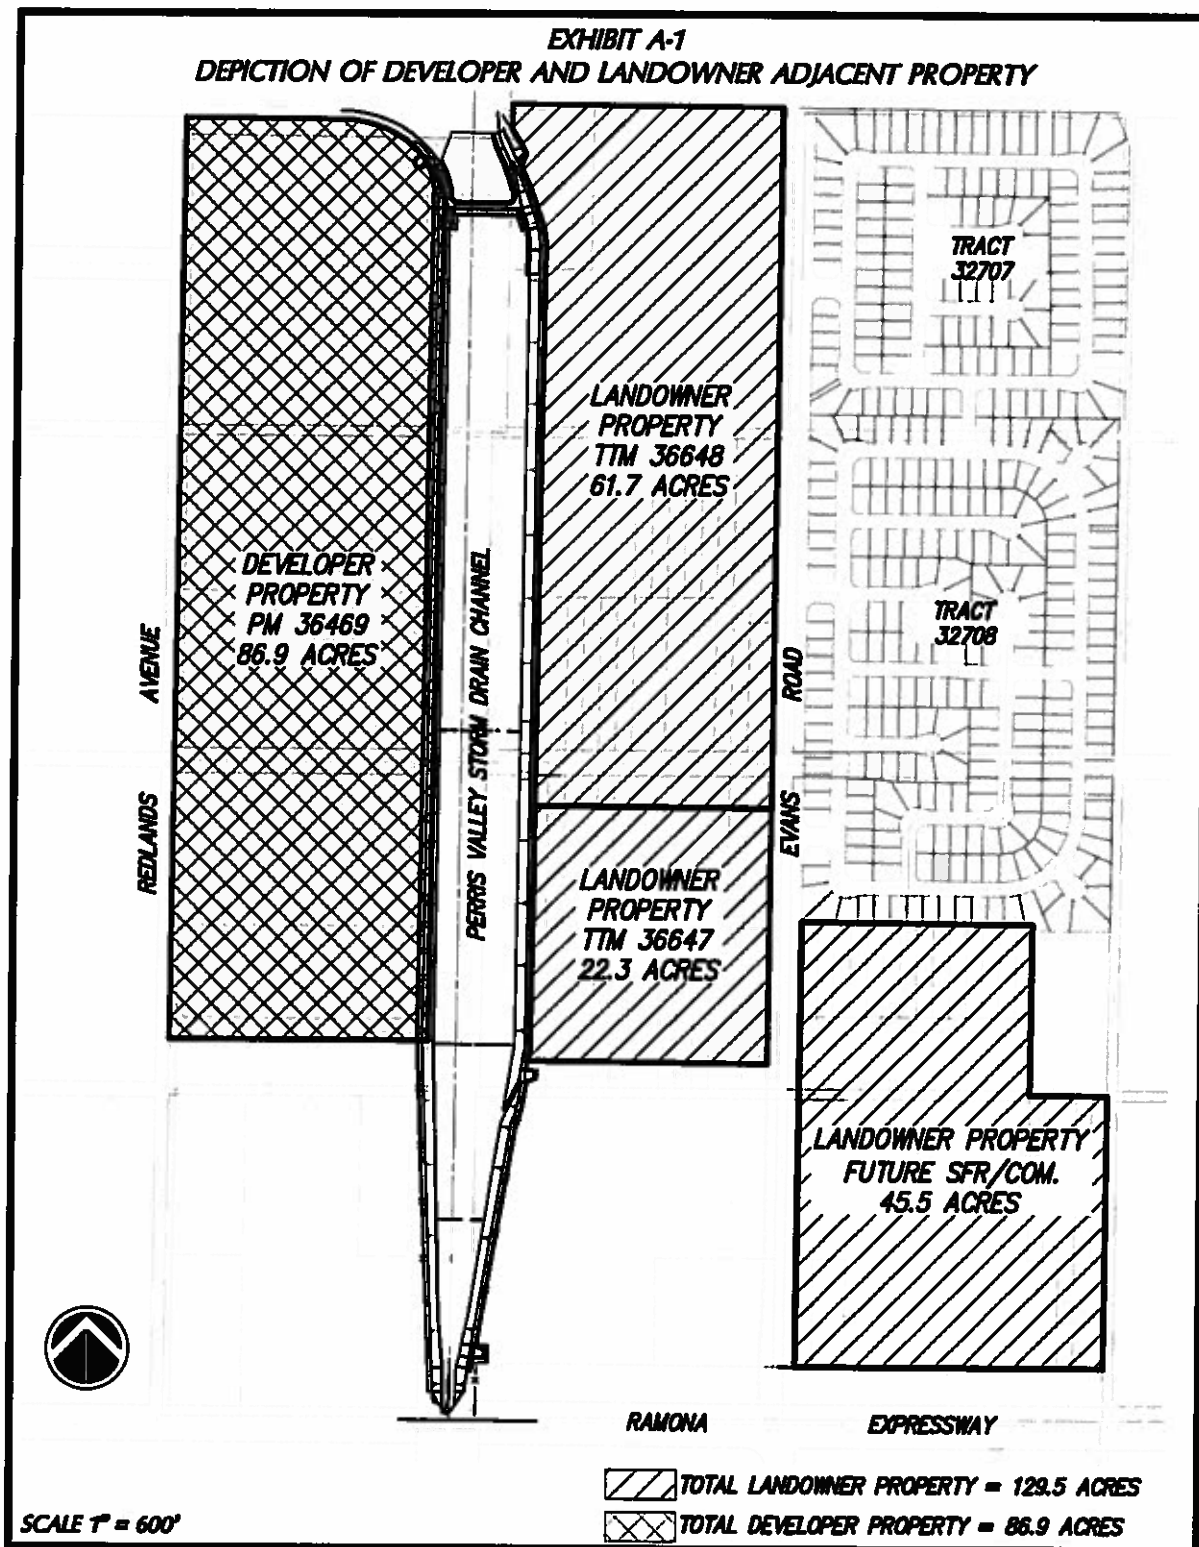 EXHIBIT A-1
DEPICTION OF DEVELOPER AND LANDOWNER ADJACENT PROPERTY
TRACT
32707
LANDOWNER
PROPERTY
TTM 36648
61.7 ACRES
DEVELOPER
PROPERTY
PM 36469
86.9 ACRES
PERRIS VALLEY STORM DRAIN CHANNEL
TRACT
32708
REDLANDS AVENUE
EVANS ROAD
LANDOWNER
PROPERTY
TTM 36647
22.3 ACRES
LANDOWNER PROPERTY
FUTURE SFR/COM.
45.5 ACRES
RAMONA EXPRESSWAY
TOTAL LANDOWNER PROPERTY = 129.5 ACRES
TOTAL DEVELOPER PROPERTY = 86.9 ACRES
SCALE 1" = 600'